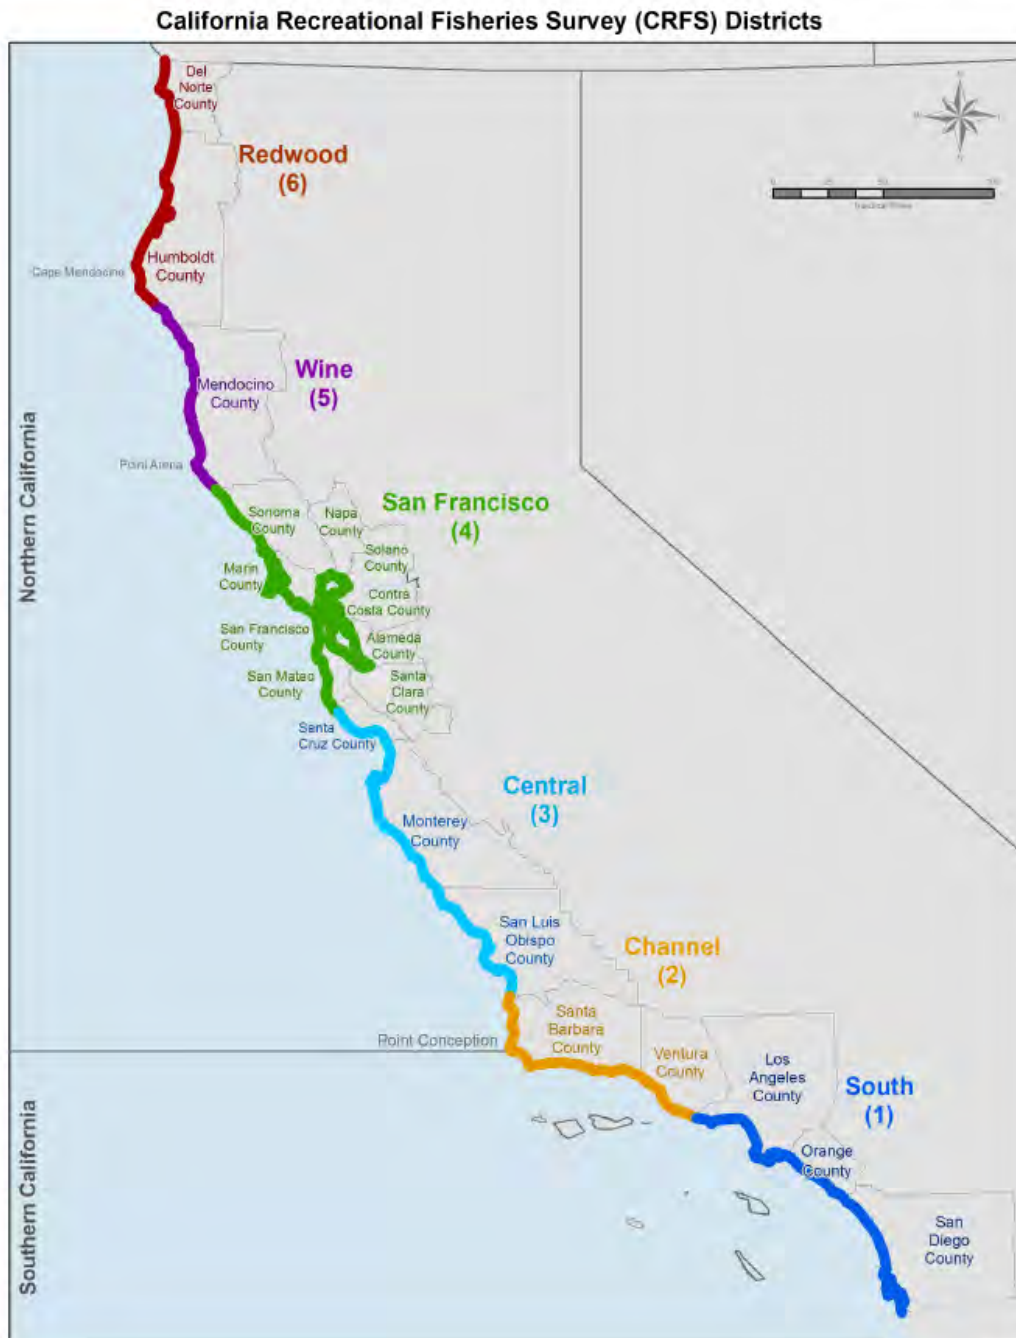 California Recreational Fisheries Survey (CRFS) Districts
Del
Norte
County
Redwood
(6)
Cape Mendocino
Humboldt
County
Wine
(5)
Mendocino
County
Point Arena
Northern California
San Francisco
(4)
Sonoma
County
Napa
County
Solano
County
Marin
County
Contra
Costa County
San Francisco
County
Alameda
County
San Mateo
County
Santa
Clara
County
Santa
Cruz County
Central
(3)
Monterey
County
San Luis
Obispo
County
Channel
(2)
Santa
Barbara
County
Point Conception
Ventura
County
Los
Angeles
County
South
(1)
Orange
County
San
Diego
County
Southern California